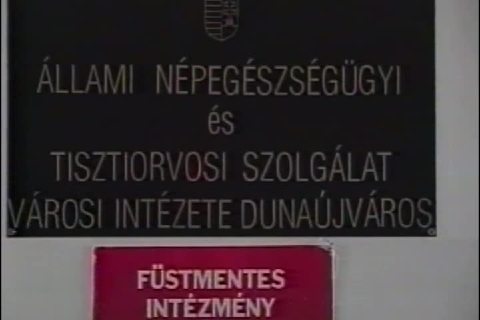 ÁLLAMI NÉPEGÉSZSÉGÜGYI
és
TISZTIORVOSI SZOLGÁLAT
VÁROSI INTÉZETE DUNAÚJVÁROS
FÜSTMENTES
INTÉZMÉNY